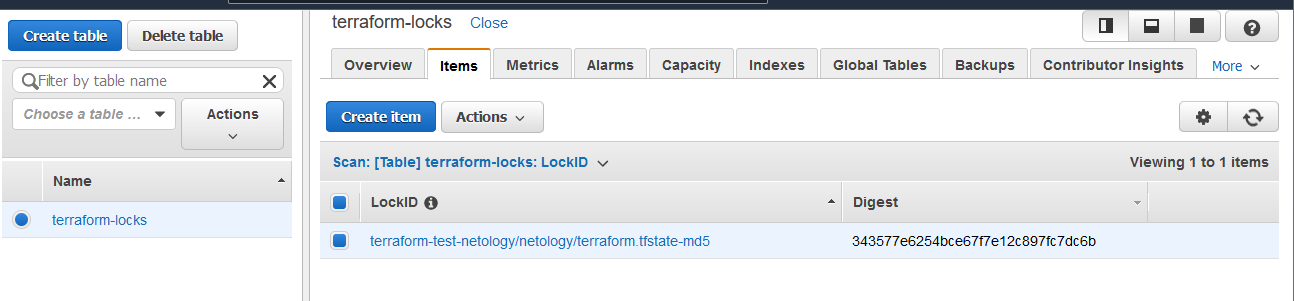 terraform-locks Close
Create table Delete table
Overview Items Metrics Alarms Capacity Indexes Global Tables Backups Contributor Insights More
Filter by table name
Choose a table ... Actions
Create item Actions
Scan: [Table] terraform-locks: LockID Viewing 1 to 1 items
Name
LockID Digest
terraform-locks
terraform-test-netology/netology/terraform.tfstate-md5 343577e6254bce67f7e12c897fc7dc6b